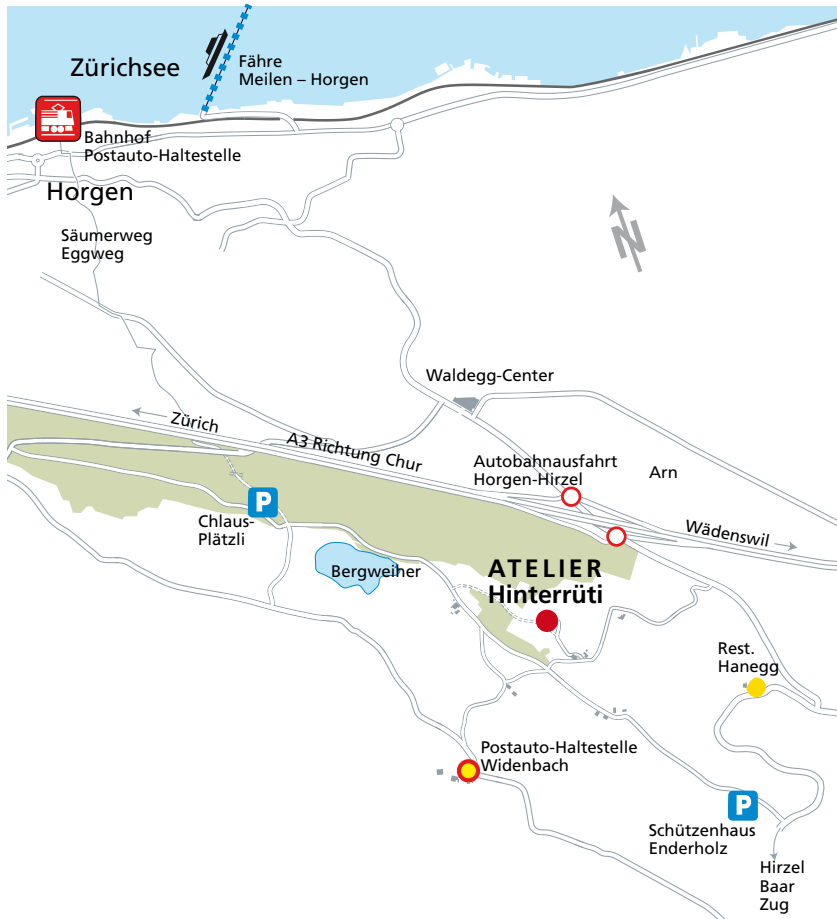 Zürichsee
Fähre
Meilen – Horgen
Bahnhof
Postauto-Haltestelle
Horgen
Säumerweg
Eggweg
N
Waldegg-Center
Zürich
A3 Richtung Chur
Autobahnausfahrt
Horgen-Hirzel
Arn
Wädenswil
P
Chlaus-
Plätzli
Bergweiher
ATELIER
Hinterrüti
Rest.
Hanegg
Postauto-Haltestelle
Widenbach
P
Schützenhaus
Enderholz
Hirzel
Baar
Zug